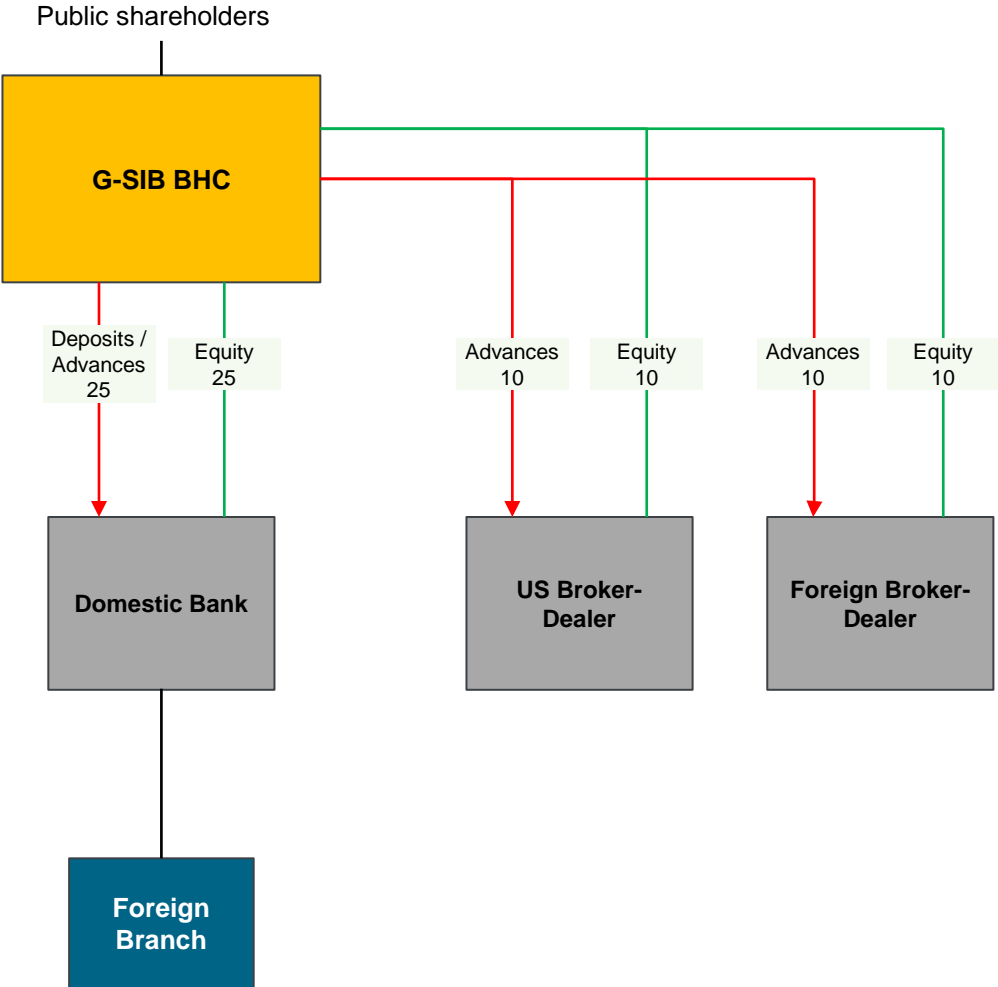 Public shareholders
G-SIB BHC
Deposits /
Advances
25
Equity
25
Advances
10
Equity
10
Advances
10
Equity
10
Domestic Bank
US Broker-
Dealer
Foreign Broker-
Dealer
Foreign
Branch